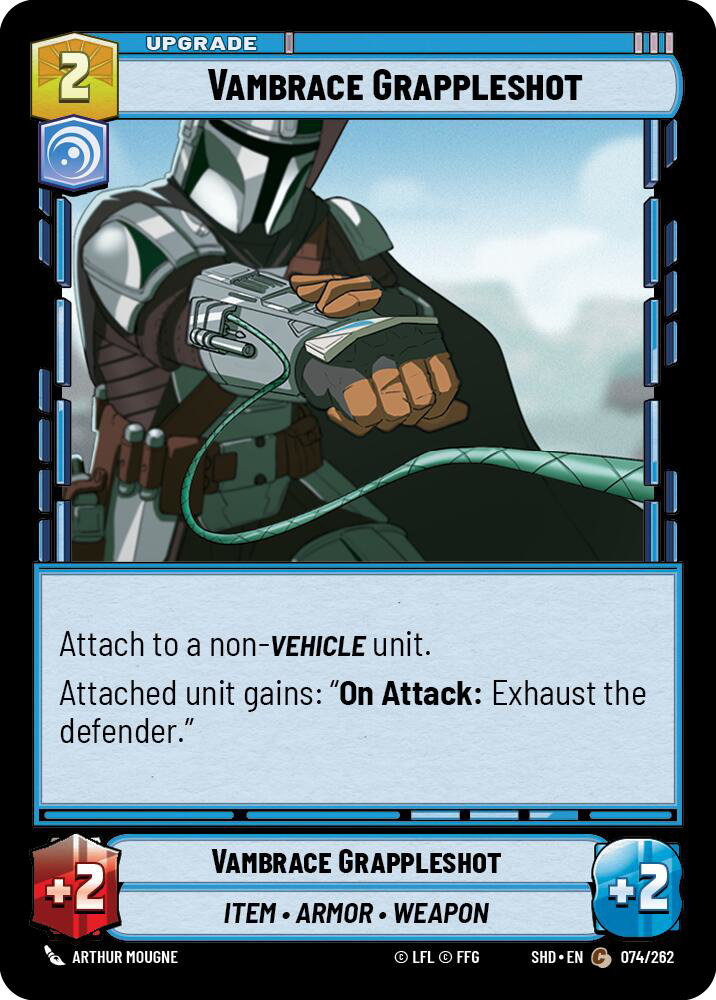 UPGRADE
2
VAMBRACE GRAPPLESHOT
Attach to a non-VEHICLE unit.
Attached unit gains: “On Attack: Exhaust the
defender.”
+2
VAMBRACE GRAPPLESHOT
+2
ITEM • ARMOR • WEAPON
ARTHUR MOUGNE
© LFL © FFG
SHD • EN C 074/262